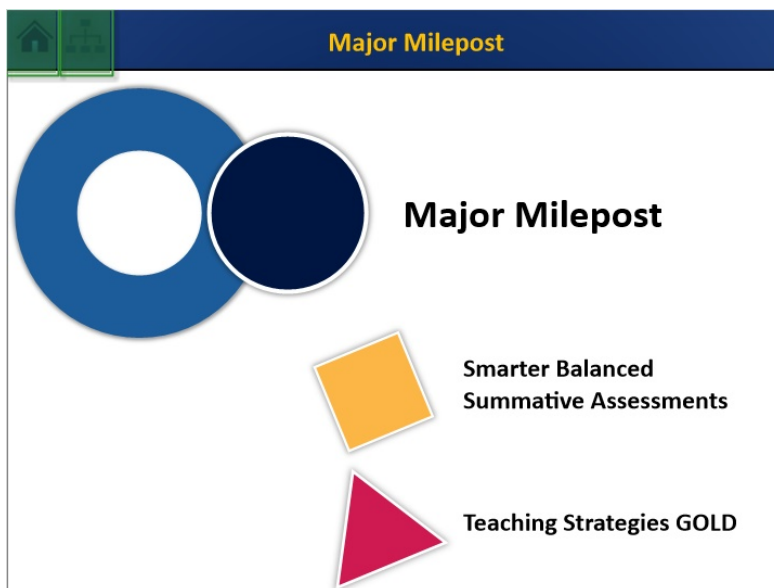 Major Milepost
Major Milepost
Smarter Balanced
Summative Assessments
Teaching Strategies GOLD